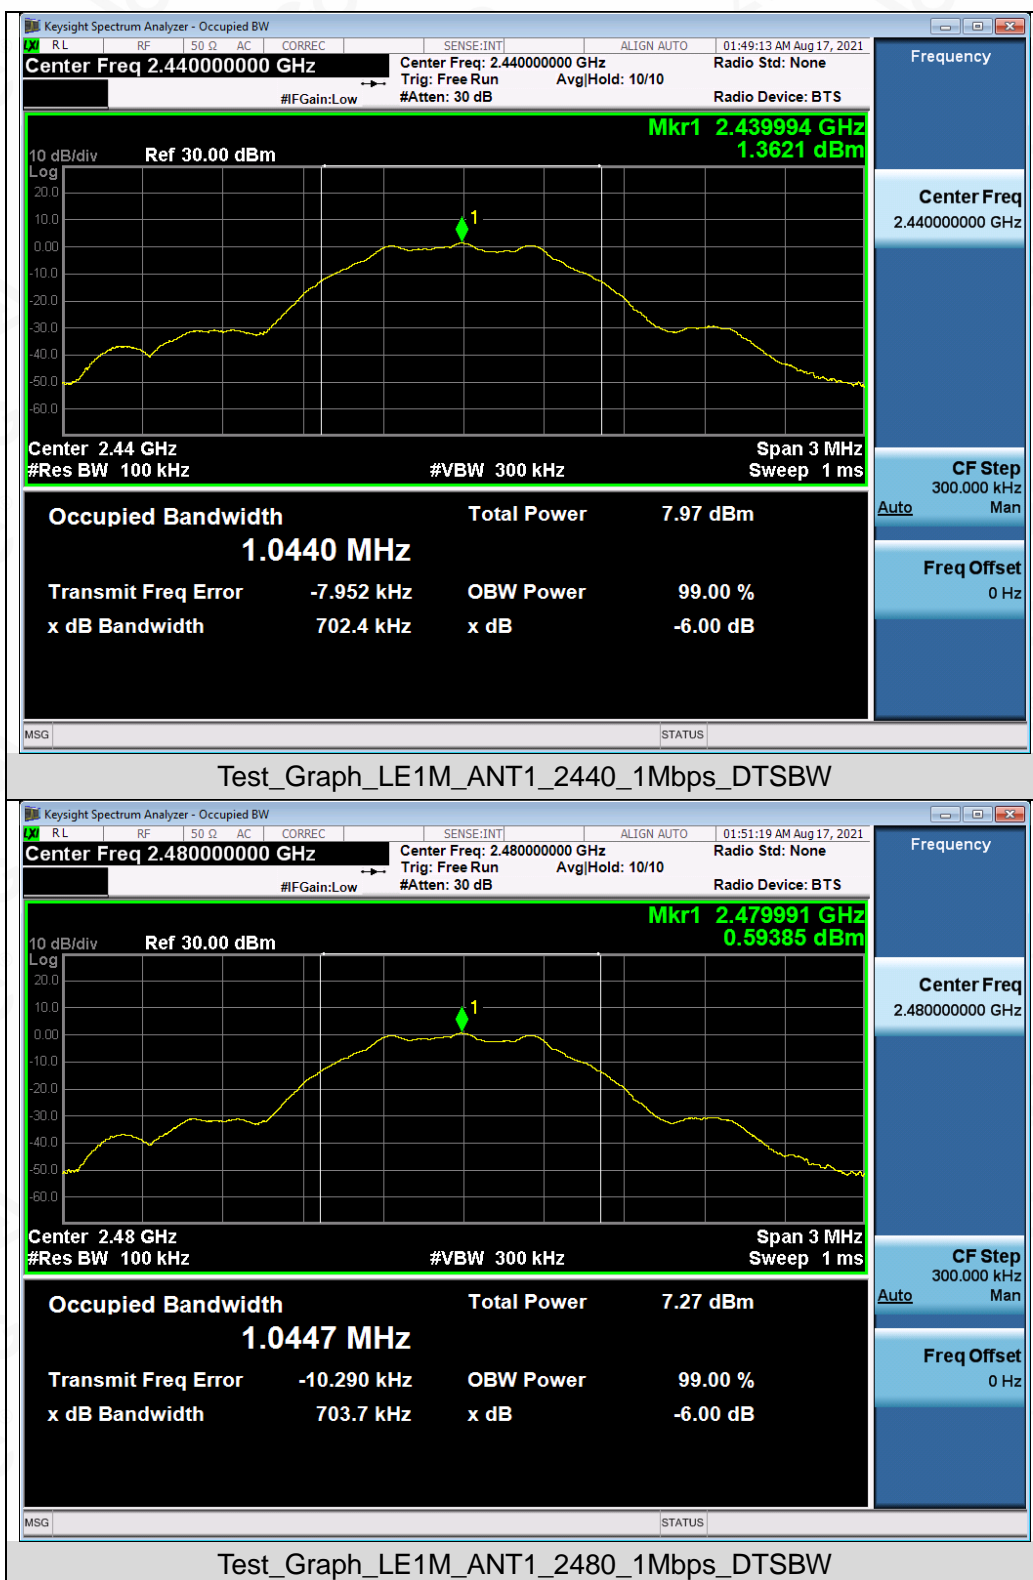 Keysight Spectrum Analyzer - Occupied BW
LXI RL RF 50 Ω AC CORREC SENSE:INT ALIGN AUTO 01:49:13 AM Aug 17, 2021
Center Freq 2.440000000 GHz Center Freq: 2.440000000 GHz Radio Std: None
Trig: Free Run Avg|Hold: 10/10
#IFGain:Low #Atten: 30 dB Radio Device: BTS
Frequency
Mkr1 2.439994 GHz
1.3621 dBm
10 dB/div Ref 30.00 dBm
Log
20.0
10.0
0.00
-10.0
-20.0
-30.0
-40.0
-50.0
-60.0
1
Center 2.44 GHz Span 3 MHz
#Res BW 100 kHz #VBW 300 kHz Sweep 1 ms
Center Freq
2.440000000 GHz
CF Step
300.000 kHz
Auto Man
Freq Offset
0 Hz
Occupied Bandwidth Total Power 7.97 dBm
1.0440 MHz
Transmit Freq Error -7.952 kHz OBW Power 99.00 %
x dB Bandwidth 702.4 kHz x dB -6.00 dB
MSG STATUS
Test_Graph_LE1M_ANT1_2440_1Mbps_DTSBW
Keysight Spectrum Analyzer - Occupied BW
LXI RL RF 50 Ω AC CORREC SENSE:INT ALIGN AUTO 01:51:19 AM Aug 17, 2021
Center Freq 2.480000000 GHz Center Freq: 2.480000000 GHz Radio Std: None
Trig: Free Run Avg|Hold: 10/10
#IFGain:Low #Atten: 30 dB Radio Device: BTS
Frequency
Mkr1 2.479991 GHz
0.59385 dBm
10 dB/div Ref 30.00 dBm
Log
20.0
10.0
0.00
-10.0
-20.0
-30.0
-40.0
-50.0
-60.0
1
Center 2.48 GHz Span 3 MHz
#Res BW 100 kHz #VBW 300 kHz Sweep 1 ms
Center Freq
2.480000000 GHz
CF Step
300.000 kHz
Auto Man
Freq Offset
0 Hz
Occupied Bandwidth Total Power 7.27 dBm
1.0447 MHz
Transmit Freq Error -10.290 kHz OBW Power 99.00 %
x dB Bandwidth 703.7 kHz x dB -6.00 dB
MSG STATUS
Test_Graph_LE1M_ANT1_2480_1Mbps_DTSBW